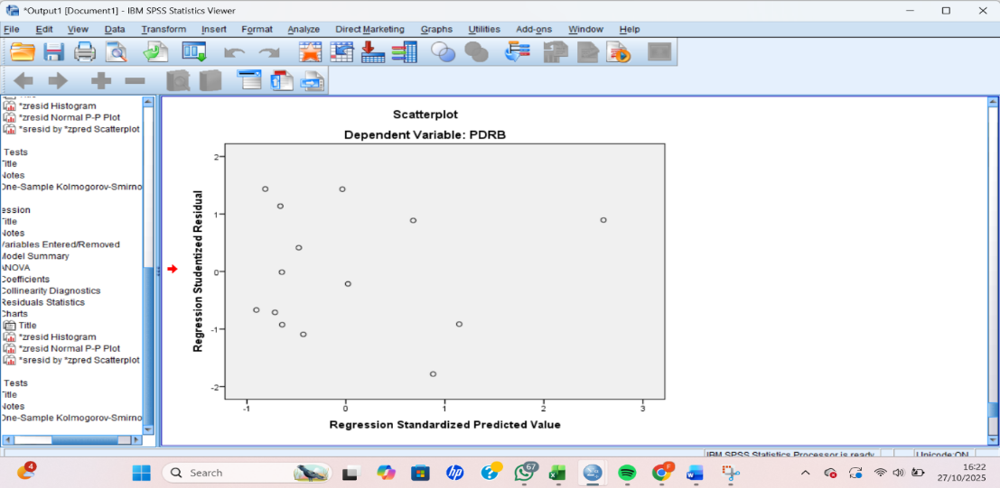 *Output1 [Document1] - IBM SPSS Statistics Viewer
File Edit View Data Transform Insert Format Analyze Direct Marketing Graphs Utilities Add-ons Window Help
*zresid Histogram
*zresid Normal P-P Plot
*sresid by *zpred Scatterplot
Tests
Title
Notes
One-Sample Kolmogorov-Smirno
ession
Title
Notes
Variables Entered/Removed
Model Summary
ANOVA
Coefficients
Collinearity Diagnostics
Residuals Statistics
Charts
Title
*zresid Histogram
*zresid Normal P-P Plot
*sresid by *zpred Scatterplot
Tests
Title
Notes
One-Sample Kolmogorov-Smirno
Scatterplot
Dependent Variable: PDRB
Regression Studentized Residual
2
1
0
-1
-2
-1 0 1 2 3
Regression Standardized Predicted Value
IBM SPSS Statistics Processor is ready
Unicode:ON
4
Search
hp
67
F
16:22
27/10/2025